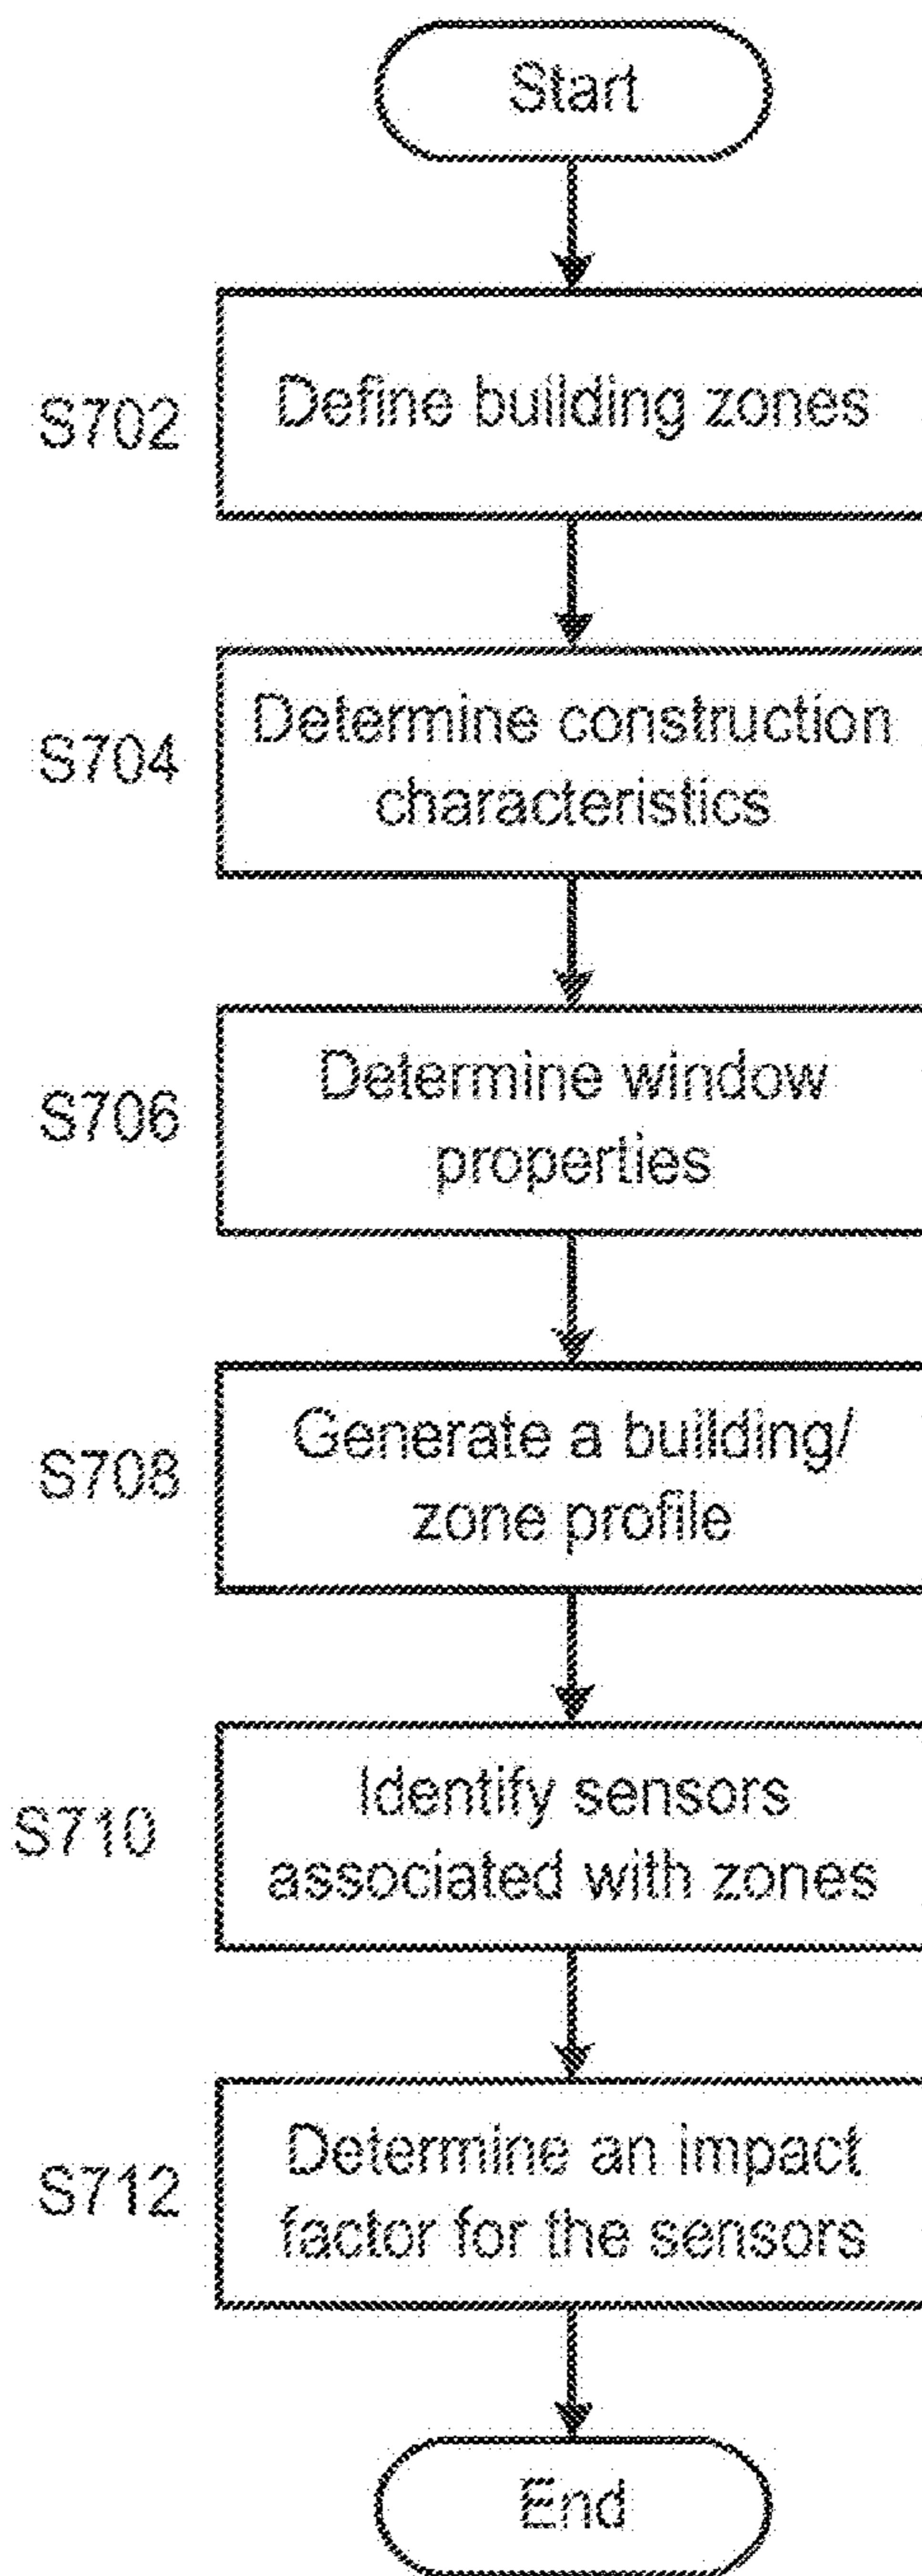 Start
S702
Define building zones
S704
Determine construction
characteristics
S706
Determine window
properties
S708
Generate a building/
zone profile
S710
Identify sensors
associated with zones
S712
Determine an impact
factor for the sensors
End